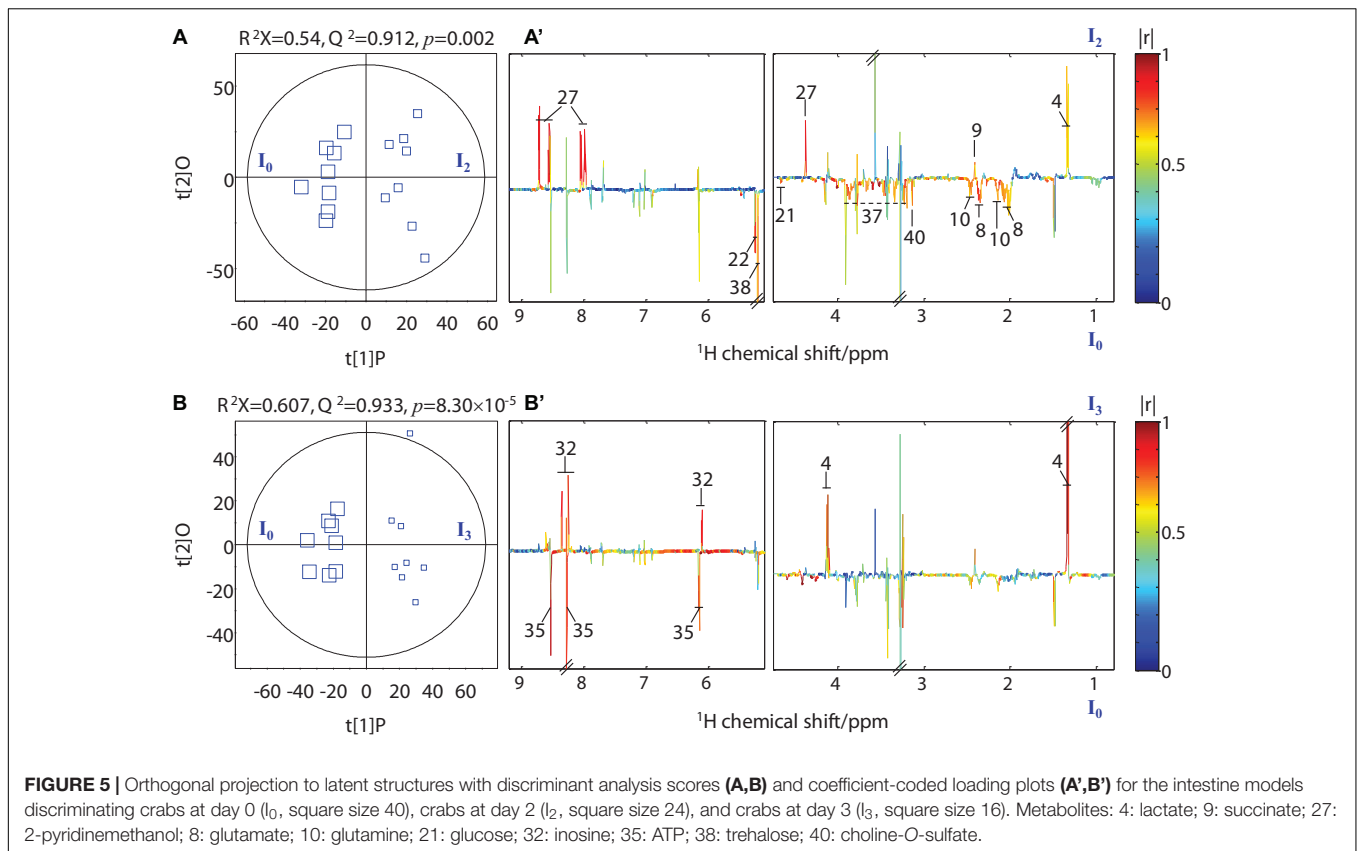 A
R²X=0.54, Q²=0.912, p=0.002
50
0
-50
t[2]O
I₀
I₂
-60 -40 -20 0 20 40 60
t[1]P
A'
27
22
38
9 8 7 6
I₂
27
9
4
21
37
40
10
8
10
8
4 3 2 1
I₀
¹H chemical shift/ppm
|r|
1
0.5
0
B
R²X=0.607, Q²=0.933, p=8.30×10⁻⁵
40
20
0
-20
-40
t[2]O
I₀
I₃
-60 -40 -20 0 20 40 60
t[1]P
B'
32
32
35
35
35
9 8 7 6
I₃
4
4
4 3 2 1
I₀
¹H chemical shift/ppm
|r|
1
0.5
0
FIGURE 5 | Orthogonal projection to latent structures with discriminant analysis scores (A,B) and coefficient-coded loading plots (A',B') for the intestine models
discriminating crabs at day 0 (I₀, square size 40), crabs at day 2 (I₂, square size 24), and crabs at day 3 (I₃, square size 16). Metabolites: 4: lactate; 9: succinate; 27:
2-pyridinemethanol; 8: glutamate; 10: glutamine; 21: glucose; 32: inosine; 35: ATP; 38: trehalose; 40: choline-O-sulfate.